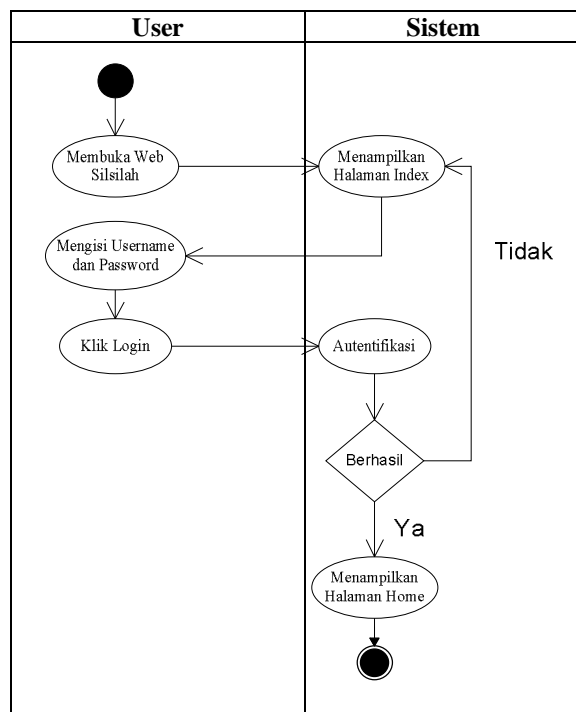 User
Sistem
Membuka Web
Silsilah
Menampilkan
Halaman Index
Mengisi Username
dan Password
Tidak
Klik Login
Autentifikasi
Berhasil
Ya
Menampilkan
Halaman Home